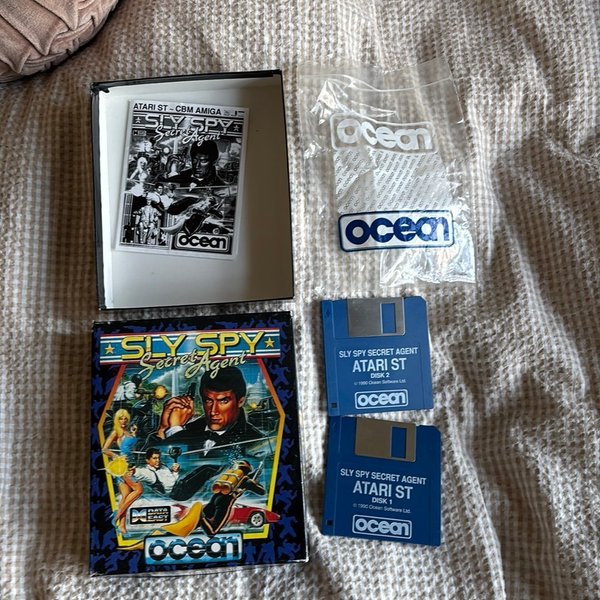 ATARI ST - CBM AMIGA
SLY SPY
Secret Agent
ocean
ocean
ocean
SLY SPY
Secret Agent
DATA
EAST
ocean
SLY SPY SECRET AGENT
ATARI ST
DISK 2
© 1990 Ocean Software Ltd
ocean
SLY SPY SECRET AGENT
ATARI ST
DISK 1
© 1990 Ocean Software Ltd
ocean